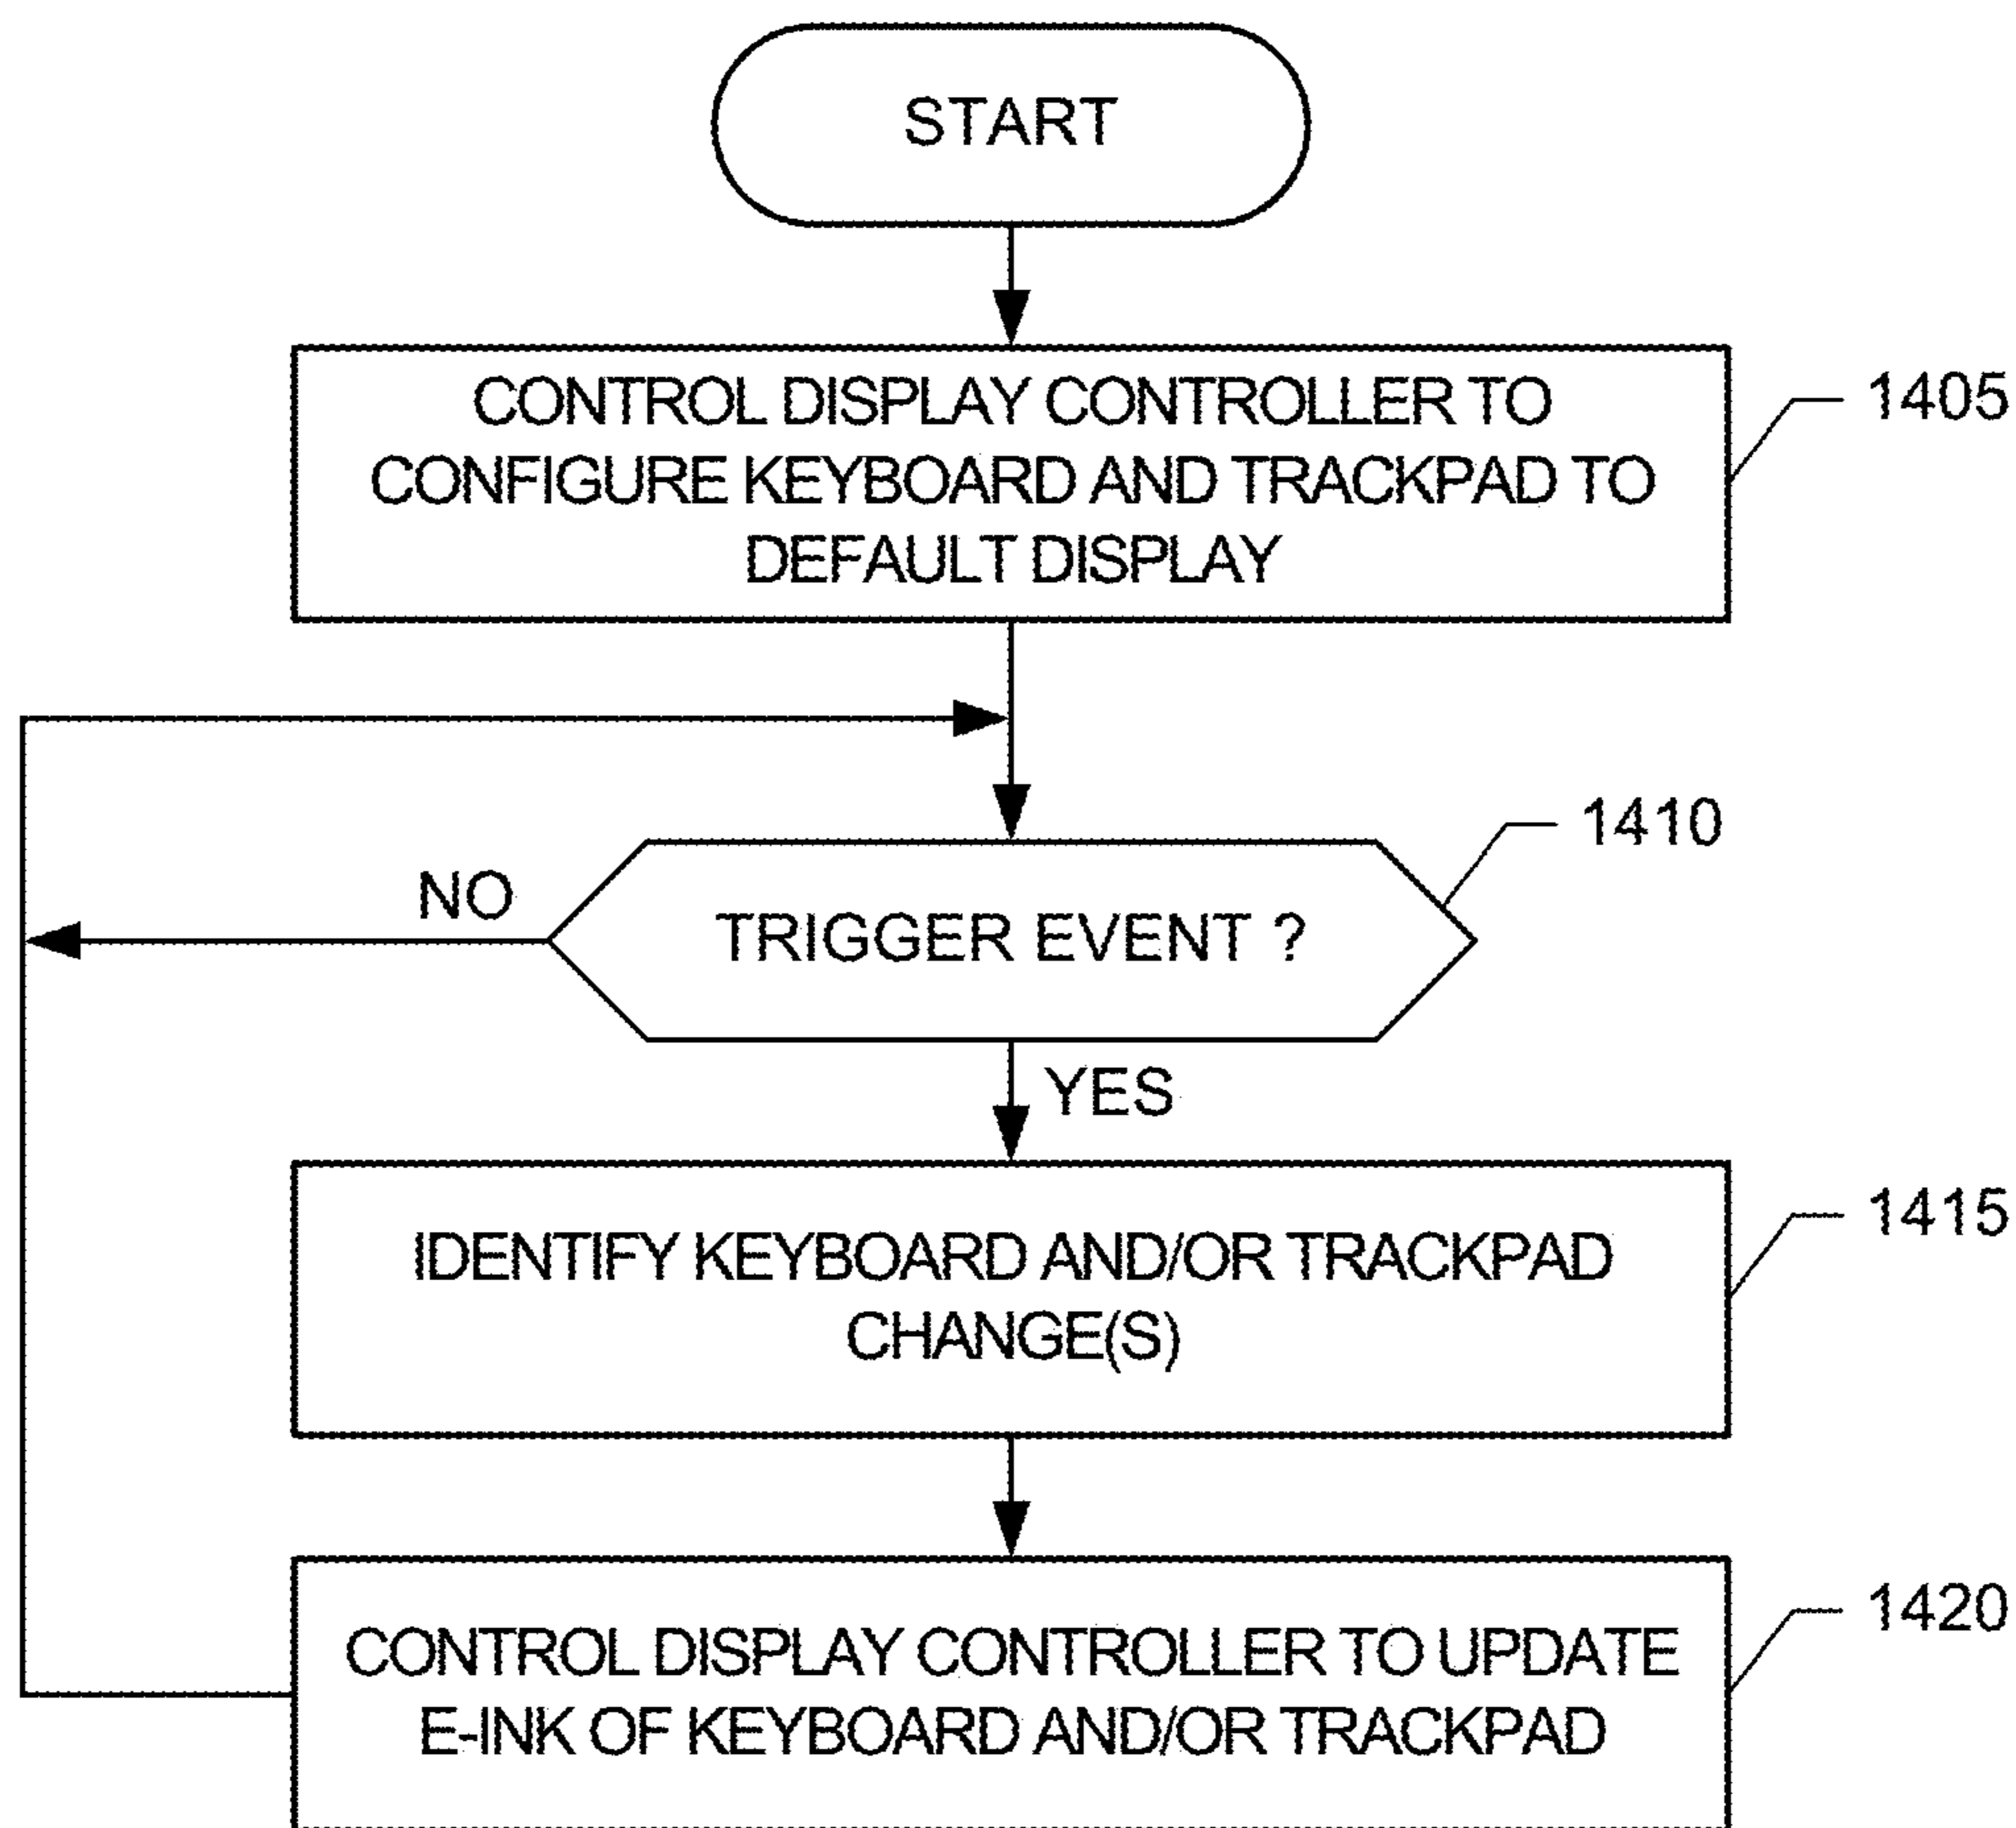 START
CONTROL DISPLAY CONTROLLER TO
CONFIGURE KEYBOARD AND TRACKPAD TO
DEFAULT DISPLAY
1405
1410
NO
TRIGGER EVENT ?
YES
IDENTIFY KEYBOARD AND/OR TRACKPAD
CHANGE(S)
1415
CONTROL DISPLAY CONTROLLER TO UPDATE
E-INK OF KEYBOARD AND/OR TRACKPAD
1420